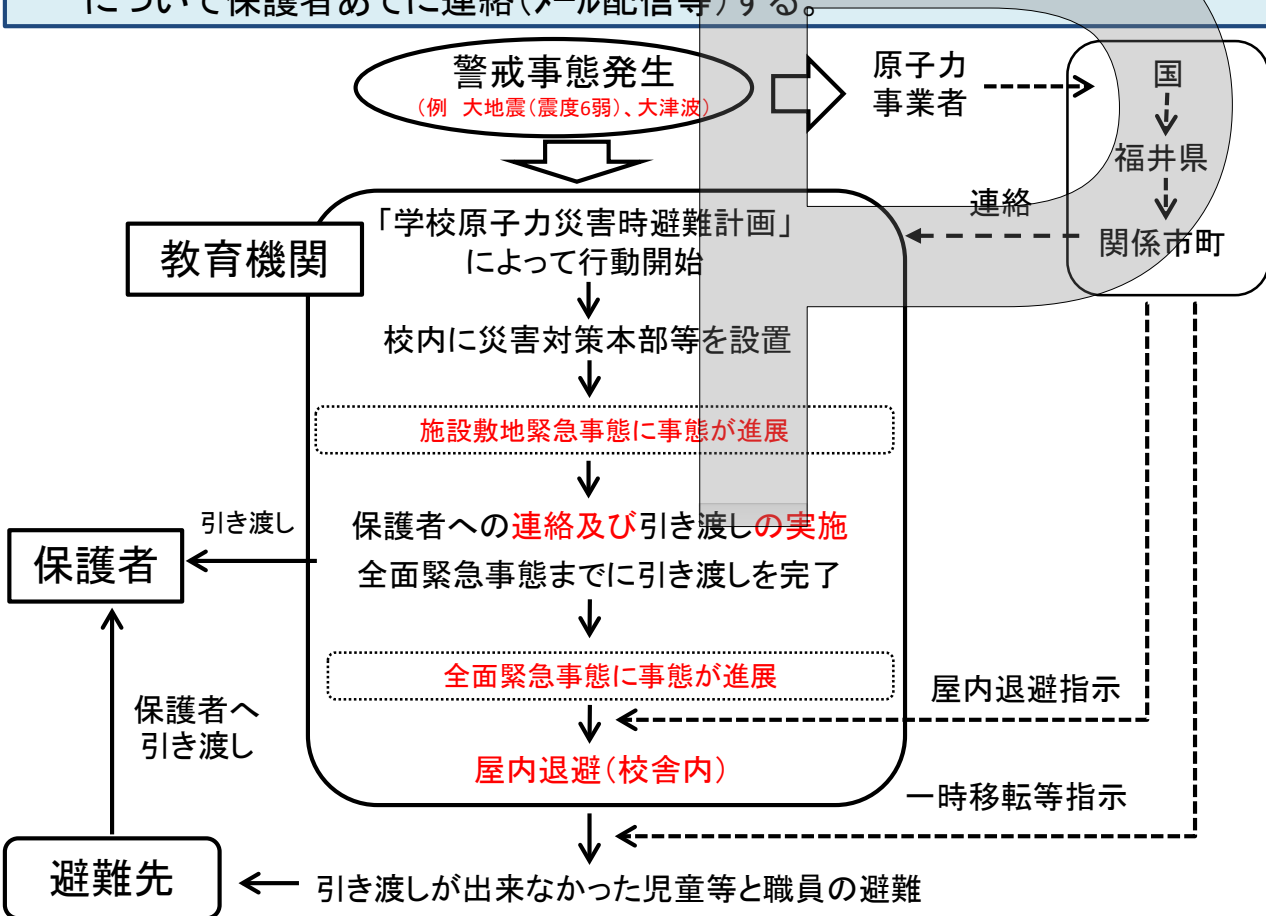 について保護者あてに連絡(メール配信等)する。
警戒事態発生
(例 大地震(震度6弱)、大津波)
原子力
事業者
国
福井県
関係市町
連絡
教育機関
「学校原子力災害時避難計画」
によって行動開始
校内に災害対策本部等を設置
施設敷地緊急事態に事態が進展
保護者への連絡及び引き渡しの実施
全面緊急事態までに引き渡しを完了
引き渡し
保護者
全面緊急事態に事態が進展
屋内退避指示
屋内退避(校舎内)
保護者へ
引き渡し
一時移転等指示
避難先
引き渡しが出来なかった児童等と職員の避難